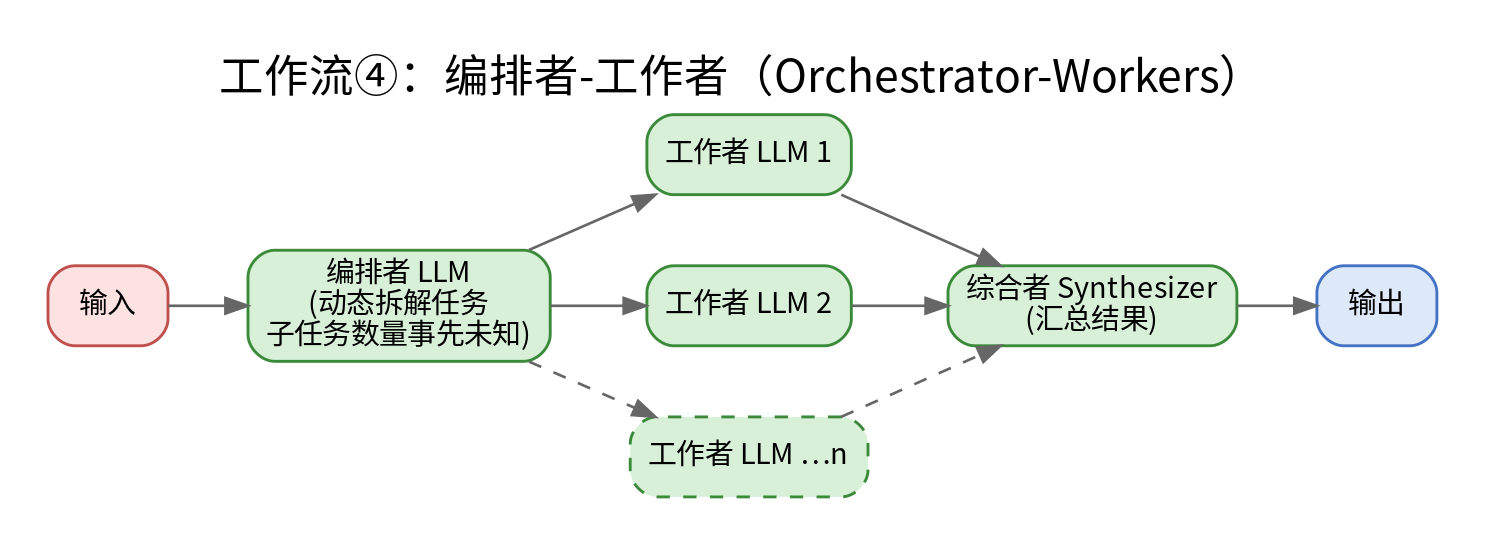 工作流④：编排者-工作者（Orchestrator-Workers）
工作者 LLM 1
输入
编排者 LLM
(动态拆解任务
子任务数量事先未知)
工作者 LLM 2
综合者 Synthesizer
(汇总结果)
输出
工作者 LLM …n